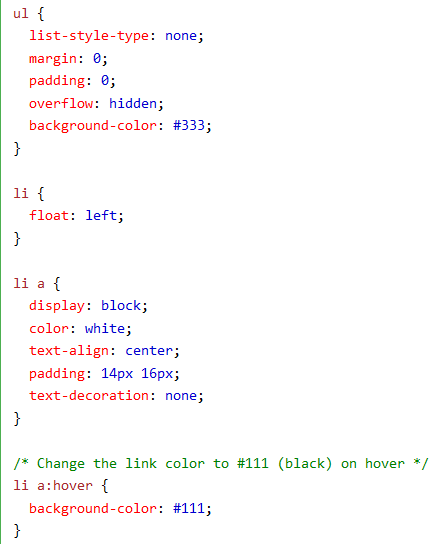 ul {
  list-style-type: none;
  margin: 0;
  padding: 0;
  overflow: hidden;
  background-color: #333;
}

li {
  float: left;
}

li a {
  display: block;
  color: white;
  text-align: center;
  padding: 14px 16px;
  text-decoration: none;
}

/* Change the link color to #111 (black) on hover */
li a:hover {
  background-color: #111;
}